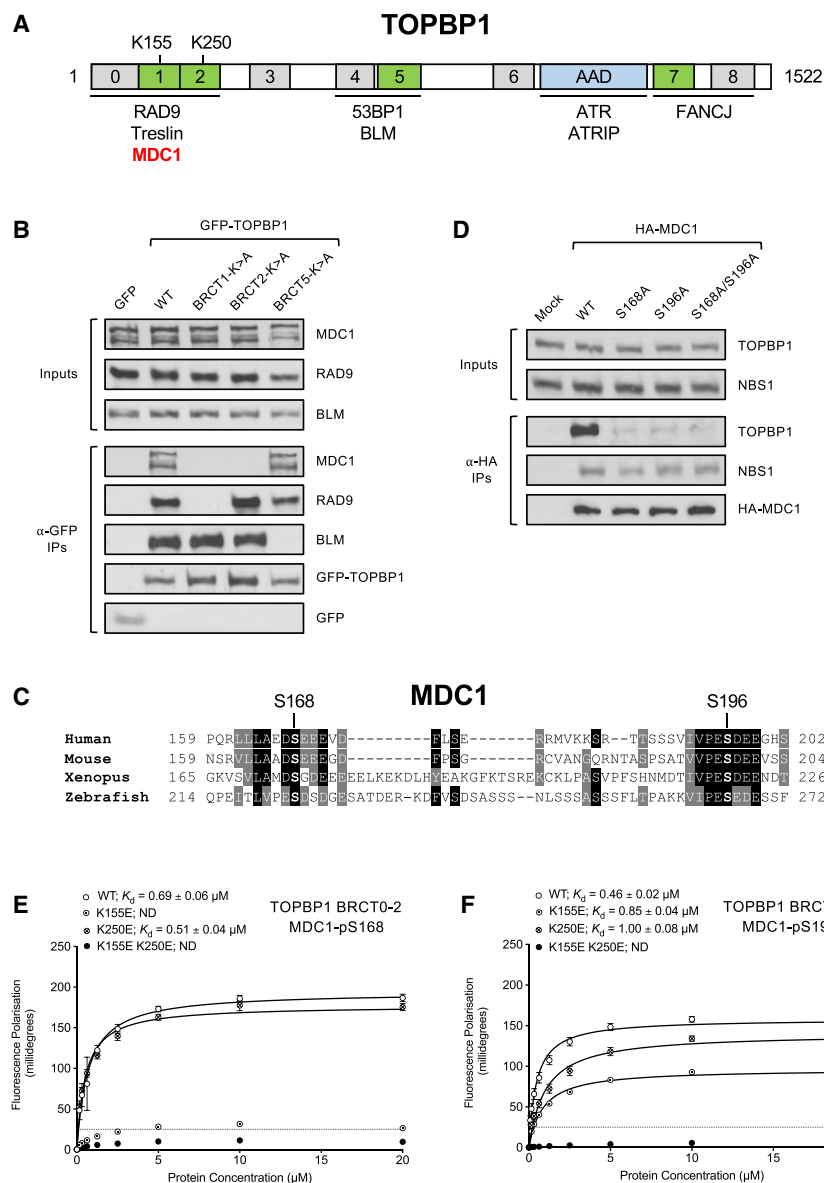 A
TOPBP1
K155 K250
1 0 1 2 3 4 5 6 AAD 7 8 1522
RAD9 53BP1 ATR FANCJ
Treslin BLM ATRIP
MDC1
B
GFP-TOPBP1
GFP WT BRCT1-K>A BRCT2-K>A BRCT5-K>A
Inputs
MDC1
RAD9
BLM
α-GFP IPs
MDC1
RAD9
BLM
GFP-TOPBP1
GFP
D
HA-MDC1
Mock WT S168A S196A S168A/S196A
Inputs
TOPBP1
NBS1
α-HA IPs
TOPBP1
NBS1
HA-MDC1
C
MDC1
S168 S196
Human 159 PQRLLLAEDSEEEVD----------FLSE---------RRMVKKSR--TTSSSVIVPESDEEGHS 202
Mouse 159 NSRVLLAMDSDEEEVD 204
Xenopus 165 GKVSVLAMDSGDEEEEELKEKDLHYEAKGFKTSREKCKLPASVPFSHNMDTIVPESDEENDT 226
Zebrafish 214 QPEITLVPESDSDGESATDERK-KDFVSDSASSS--NLSSSASSSFLTPAKKVIPESEDESSF 272
E
WT; Kd = 0.69 ± 0.06 μM
K155E; ND
K250E; Kd = 0.51 ± 0.04 μM
K155E K250E; ND
TOPBP1 BRCT0-2
MDC1-pS168
Fluorescence Polarisation
(millidegrees)
250
200
150
100
50
0
0 5 10 15 20
Protein Concentration (μM)
F
WT; Kd = 0.46 ± 0.02 μM
K155E; Kd = 0.85 ± 0.04 μM
K250E; Kd = 1.00 ± 0.08 μM
K155E K250E; ND
TOPBP1 BRCT
MDC1-pS19
Fluorescence Polarisation
(millidegrees)
250
200
150
100
50
0
0 5 10 15
Protein Concentration (μM)